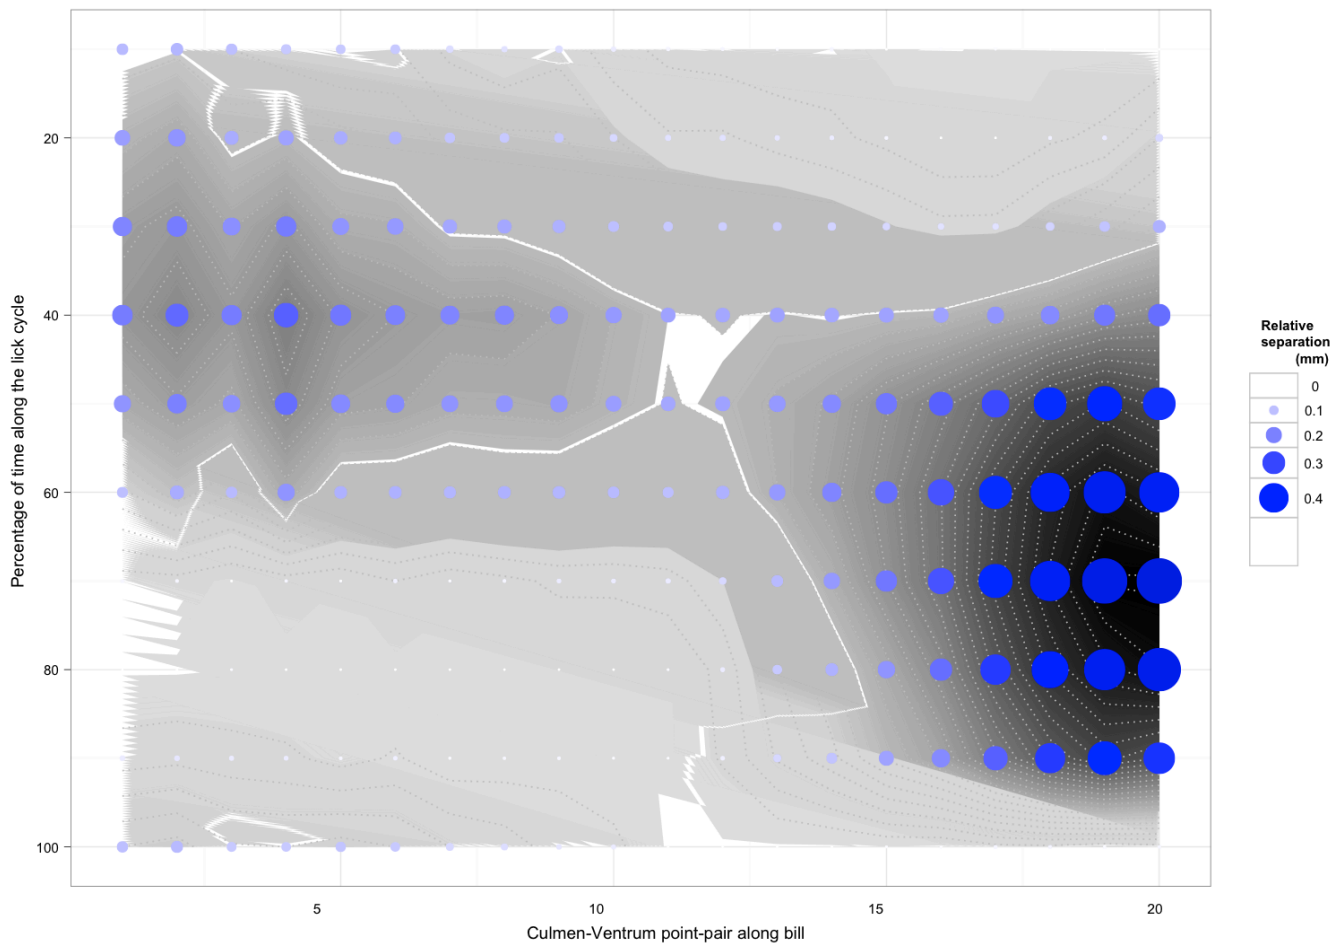 20
40
60
80
100
Percentage of time along the lick cycle
5
10
15
20
Culmen-Ventrum point-pair along bill
Relative
separation
(mm)
0
0.1
0.2
0.3
0.4